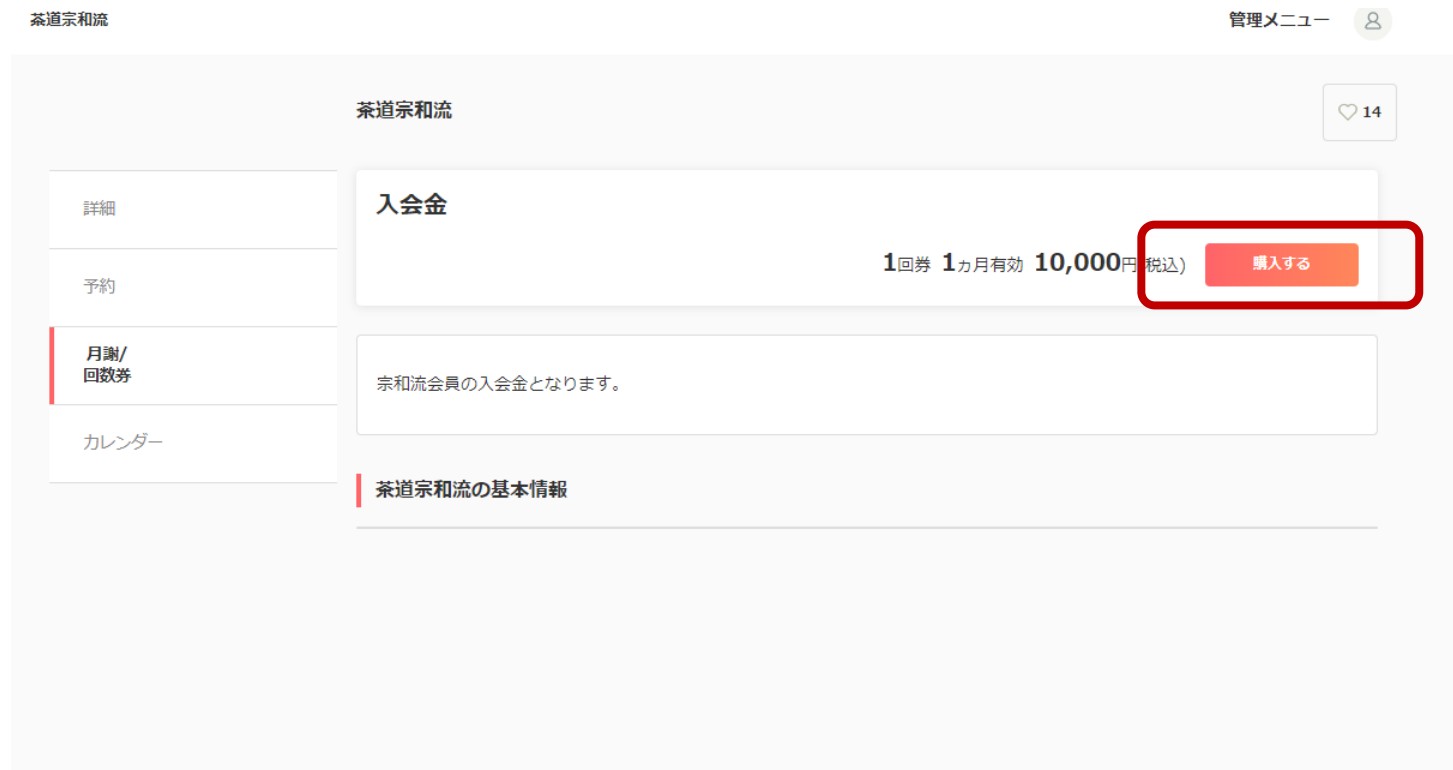 茶道宗和流
管理メニュー
茶道宗和流
14
詳細
予約
月謝/
回数券
カレンダー
入会金
1回券 1ヵ月有効 10,000円 税込)
購入する
宗和流会員の入会金となります。
茶道宗和流の基本情報